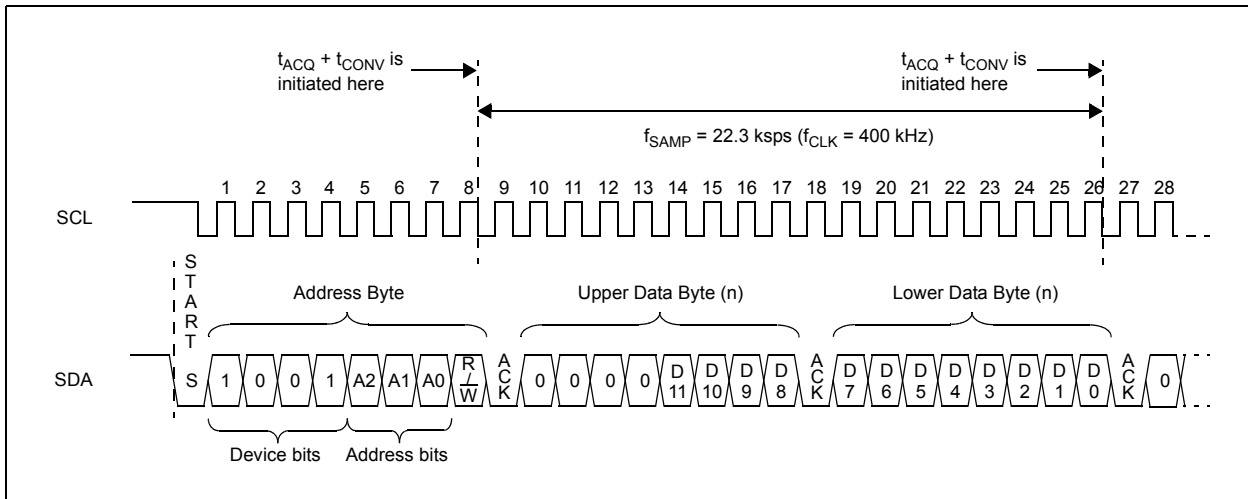 tACQ + tCONV is
initiated here
tACQ + tCONV is
initiated here
fSAMP = 22.3 ksps (fCLK = 400 kHz)
1 2 3 4 5 6 7 8 9 10 11 12 13 14 15 16 17 18 19 20 21 22 23 24 25 26 27 28
SCL
START
Address Byte
Upper Data Byte (n)
Lower Data Byte (n)
SDA
S 1 0 0 1 A2 A1 A0 R/W ACK 0 0 0 0 D11 D10 D9 D8 ACK D7 D6 D5 D4 D3 D2 D1 D0 ACK 0
Device bits
Address bits